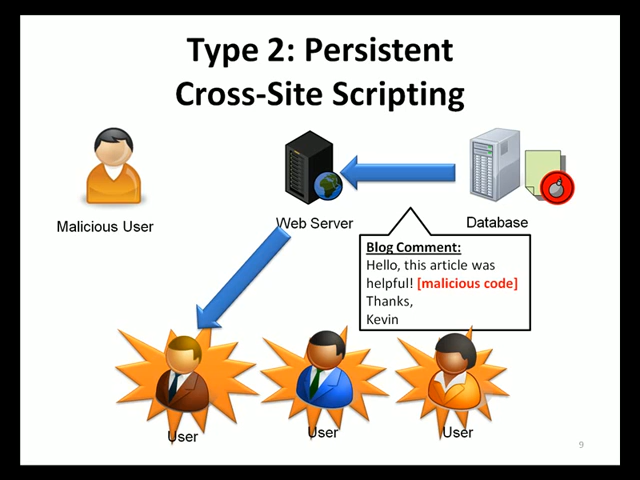 Type 2: Persistent
Cross-Site Scripting
Malicious User
Web Server
Database
Blog Comment:
Hello, this article was
helpful! [malicious code]
Thanks,
Kevin
User
User
User
9